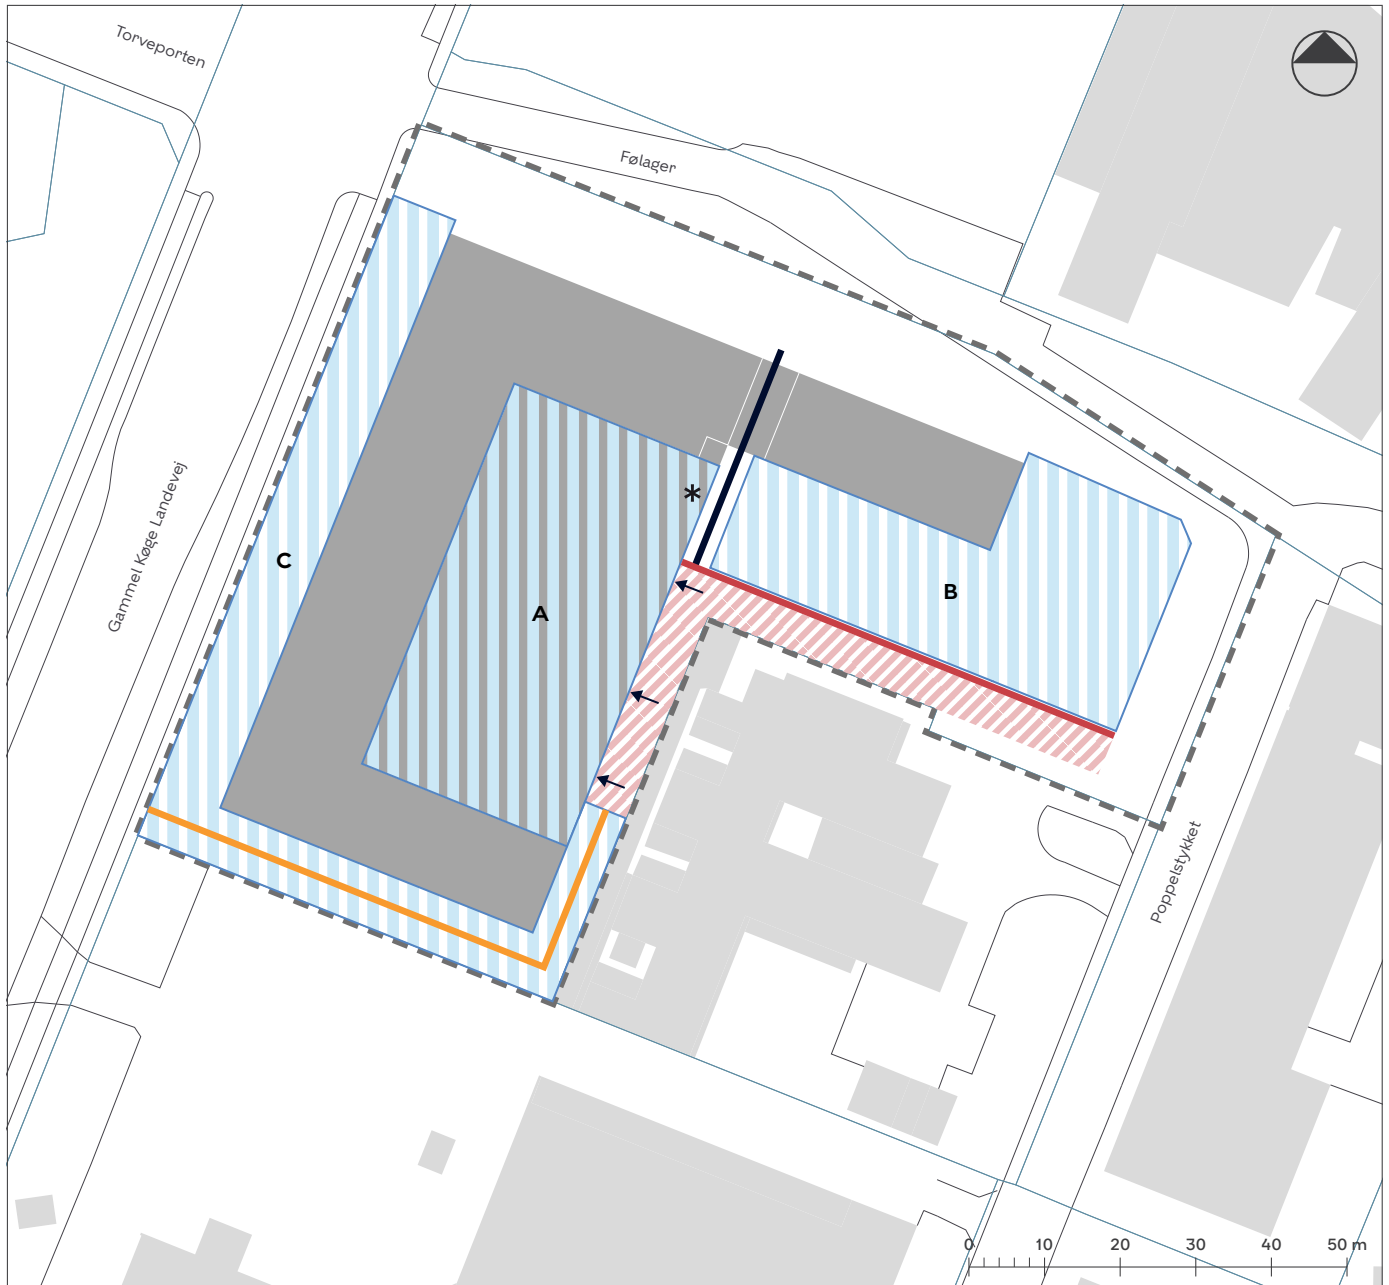 Torveporten
Følager
Gammel Køge Landevej
C
A
*
B
Poppelstykket
0 10 20 30 40 50 m